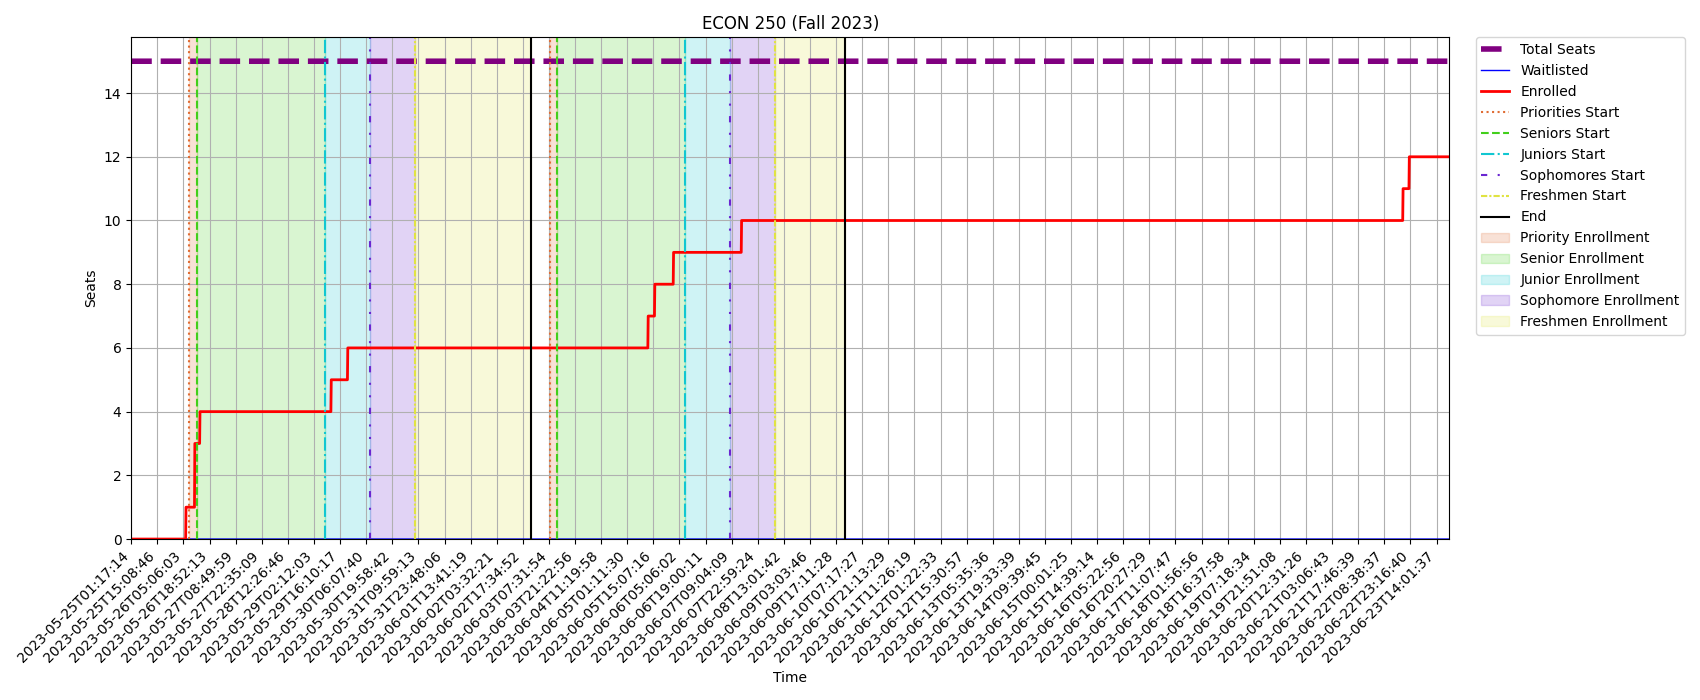 ECON 250 (Fall 2023)
Total Seats
Waitlisted
Enrolled
Priorities Start
Seniors Start
Juniors Start
Sophomores Start
Freshmen Start
End
Priority Enrollment
Senior Enrollment
Junior Enrollment
Sophomore Enrollment
Freshmen Enrollment
Seats
14
12
10
8
6
4
2
0
2023-05-25T01:17:14
2023-05-25T15:08:46
2023-05-26T05:06:03
2023-05-26T18:52:13
2023-05-27T08:49:59
2023-05-27T22:35:09
2023-05-28T12:26:46
2023-05-29T02:12:03
2023-05-29T16:10:17
2023-05-30T06:07:40
2023-05-30T19:58:42
2023-05-31T09:59:13
2023-05-31T23:48:06
2023-06-01T13:41:19
2023-06-02T03:32:21
2023-06-02T17:34:52
2023-06-03T07:31:54
2023-06-03T21:22:56
2023-06-04T11:19:58
2023-06-05T01:11:30
2023-06-05T15:07:16
2023-06-06T05:06:02
2023-06-06T19:00:11
2023-06-07T09:04:09
2023-06-07T22:59:24
2023-06-08T13:01:42
2023-06-09T03:03:46
2023-06-09T17:11:28
2023-06-10T07:17:27
2023-06-10T21:13:29
2023-06-11T11:26:19
2023-06-12T01:22:33
2023-06-12T15:30:57
2023-06-13T05:35:36
2023-06-13T19:33:39
2023-06-14T09:39:45
2023-06-15T00:01:25
2023-06-15T14:39:14
2023-06-16T05:22:56
2023-06-16T20:27:29
2023-06-17T11:07:47
2023-06-18T01:56:56
2023-06-18T16:37:58
2023-06-19T07:18:34
2023-06-19T21:51:08
2023-06-20T12:31:26
2023-06-21T03:06:43
2023-06-21T17:46:39
2023-06-22T08:38:37
2023-06-22T23:16:40
2023-06-23T14:01:37
Time